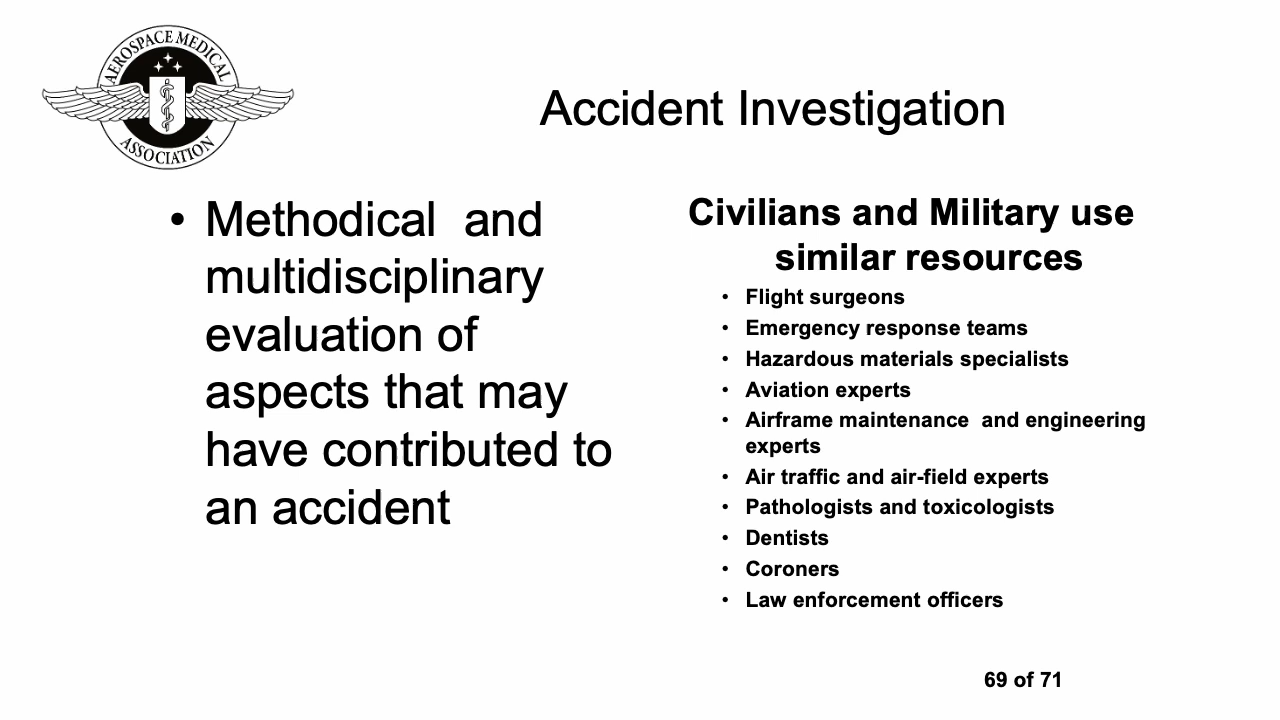 AEROSPACE MEDICAL
ASSOCIATION
Accident Investigation
• Methodical  and
multidisciplinary
evaluation of
aspects that may
have contributed to
an accident
Civilians and Military use
similar resources
• Flight surgeons
• Emergency response teams
• Hazardous materials specialists
• Aviation experts
• Airframe maintenance  and engineering
experts
• Air traffic and air-field experts
• Pathologists and toxicologists
• Dentists
• Coroners
• Law enforcement officers
69 of 71